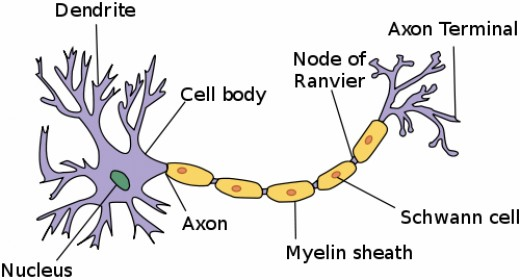 Dendrite
Axon Terminal
Node of
Ranvier
Cell body
Axon
Schwann cell
Myelin sheath
Nucleus